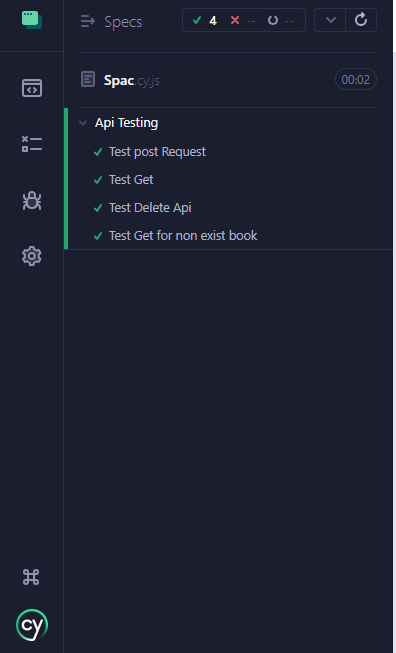 Specs 4 -- --
Spac.cy.js 00:02
Api Testing
Test post Request
Test Get
Test Delete Api
Test Get for non exist book
cy